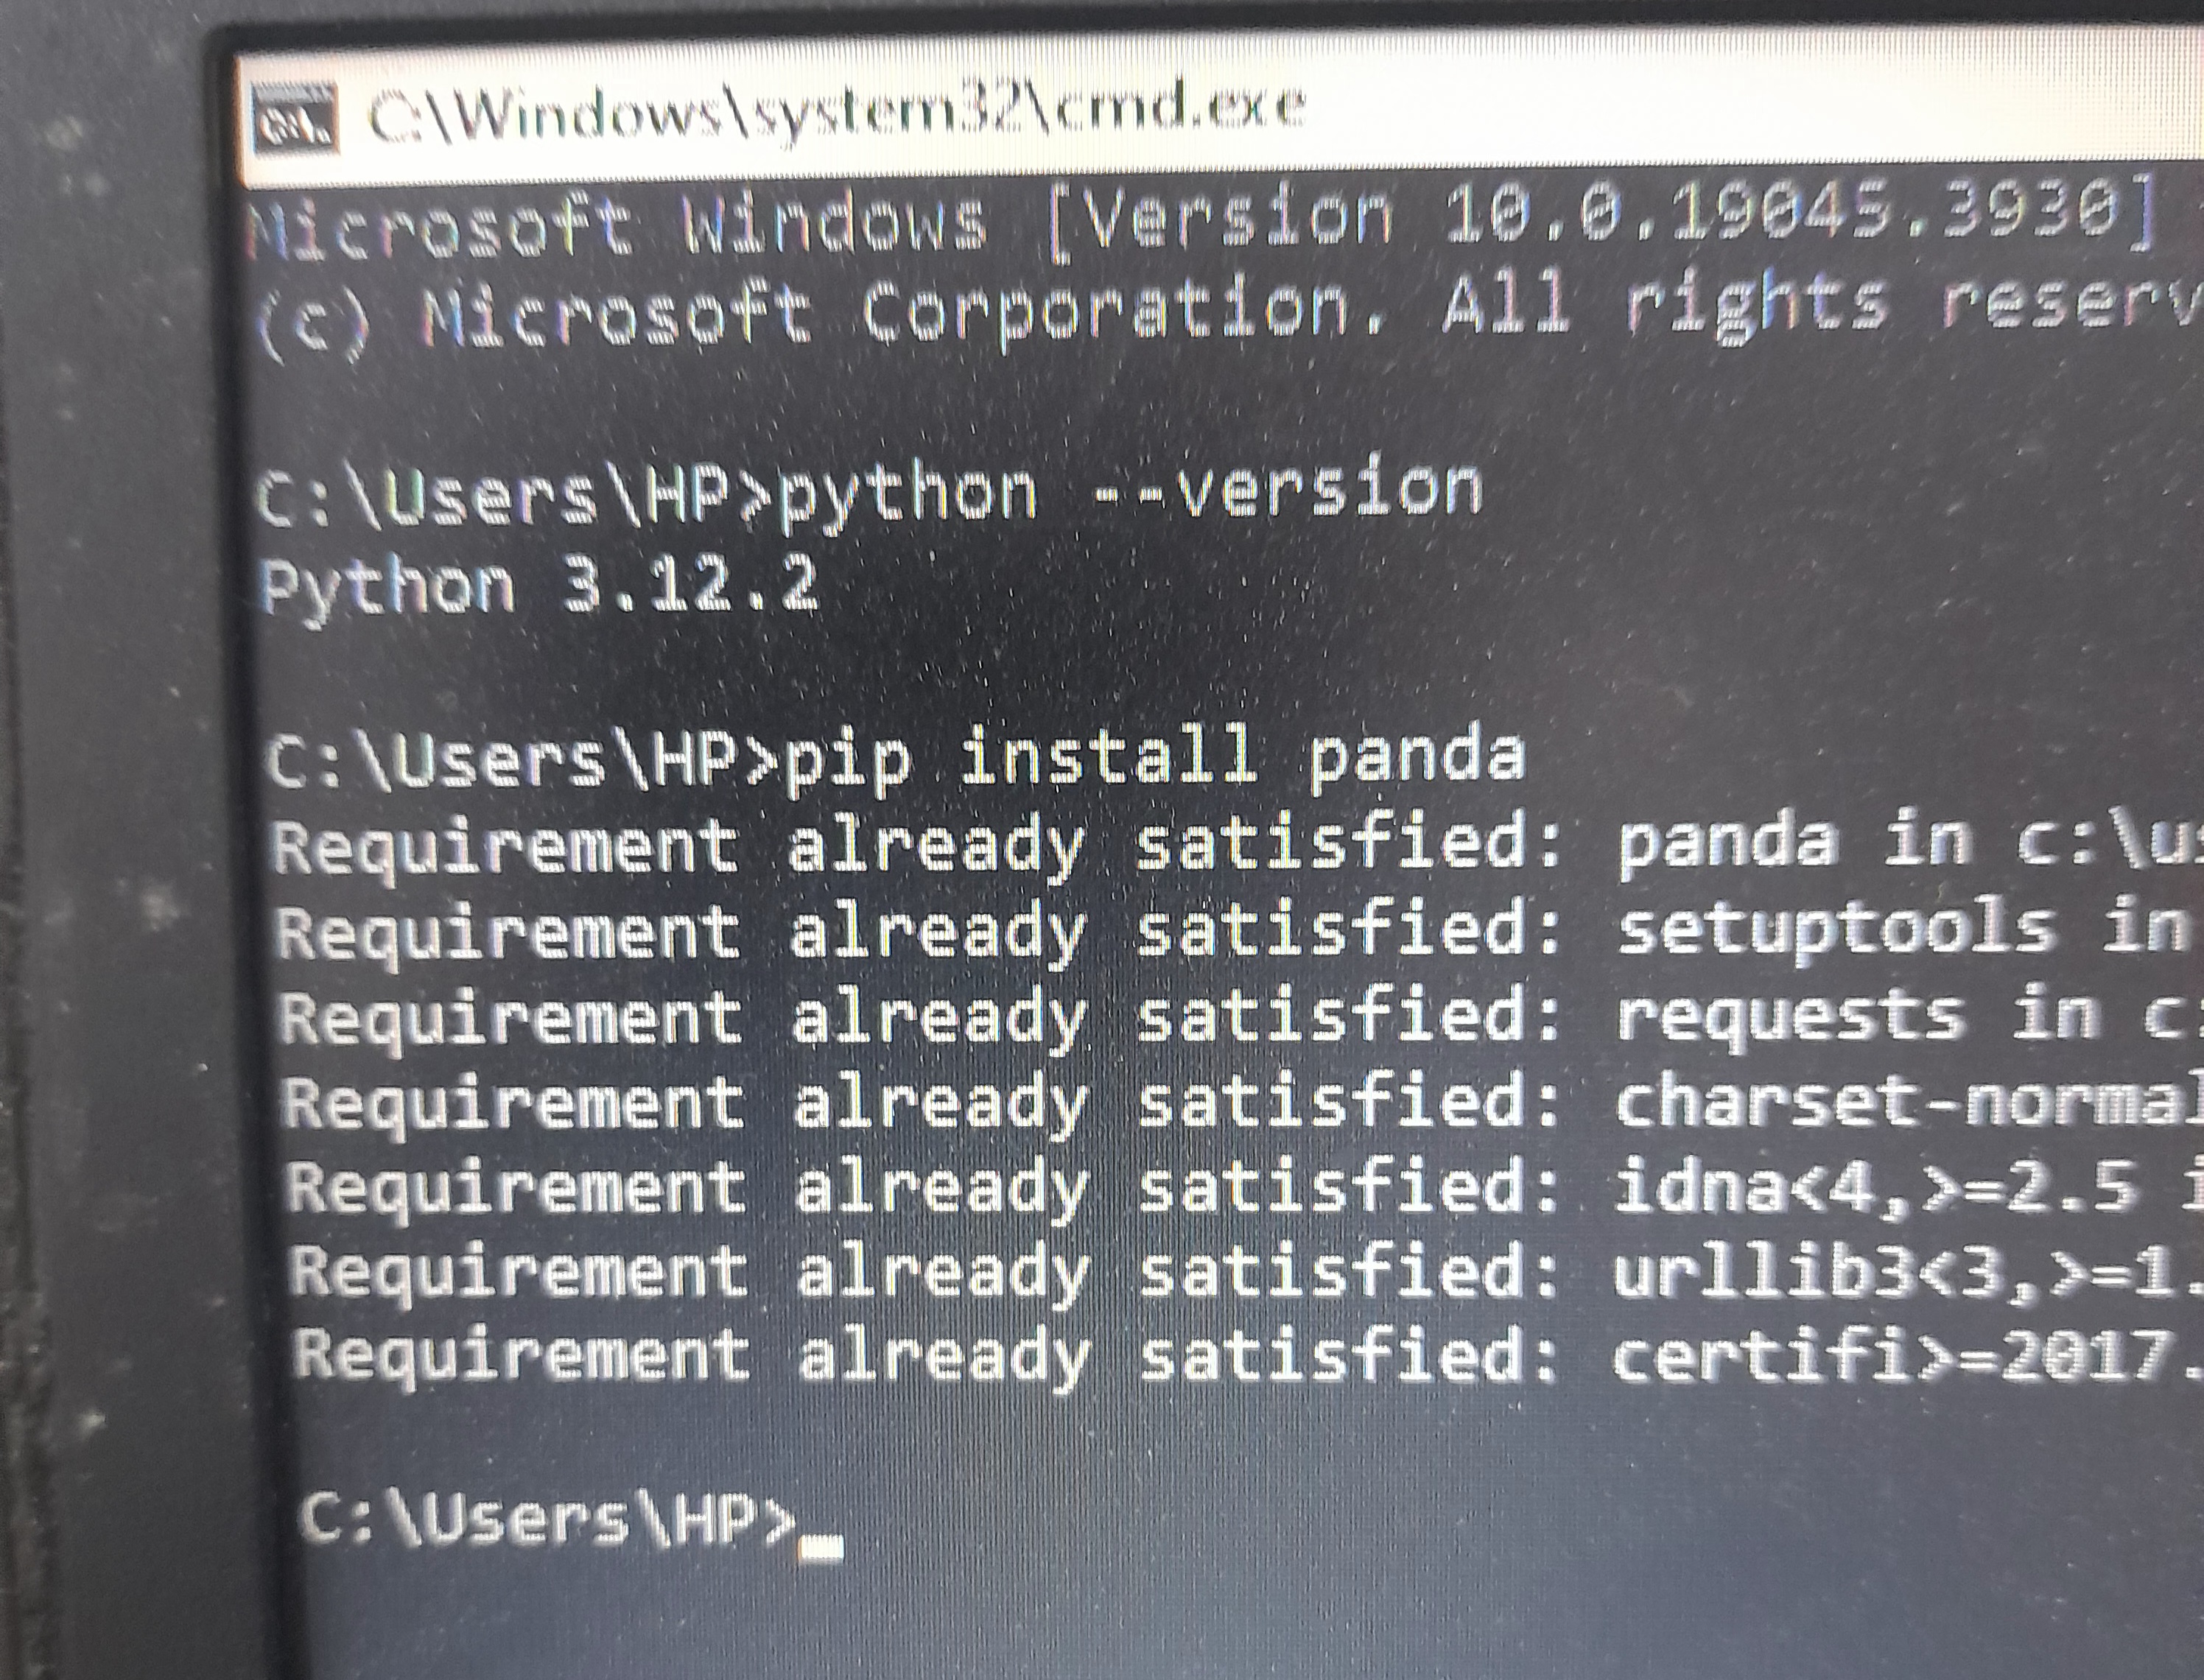 C:\Windows\system32\cmd.exe
Microsoft Windows [Version 10.0.19045.3930]
(c) Microsoft Corporation. All rights reserv
C:\Users\HP>python --version
Python 3.12.2
C:\Users\HP>pip install panda
Requirement already satisfied: panda in c:\us
Requirement already satisfied: setuptools in
Requirement already satisfied: requests in c:
Requirement already satisfied: charset-normal
Requirement already satisfied: idna<4,>=2.5 i
Requirement already satisfied: urllib3<3,>=1.
Requirement already satisfied: certifi>=2017.
C:\Users\HP>